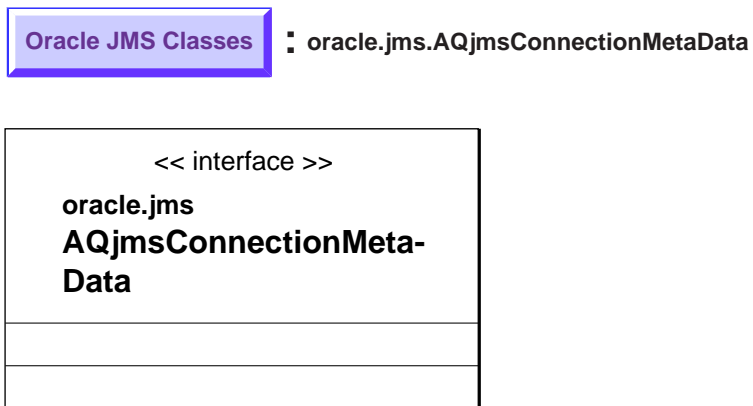 Oracle JMS Classes : oracle.jms.AQjmsConnectionMetaData
<< interface >>
oracle.jms
AQjmsConnectionMeta-
Data